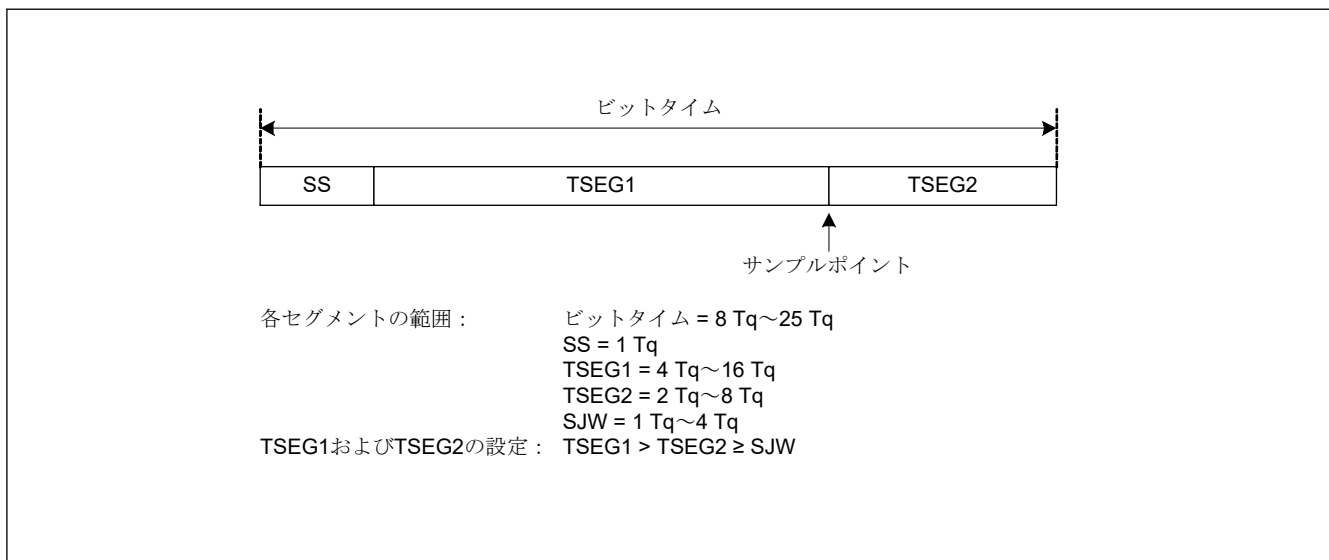 ビットタイム
SS TSEG1 TSEG2
サンプルポイント
各セグメントの範囲： ビットタイム = 8 Tq～25 Tq
SS = 1 Tq
TSEG1 = 4 Tq～16 Tq
TSEG2 = 2 Tq～8 Tq
SJW = 1 Tq～4 Tq
TSEG1およびTSEG2の設定： TSEG1 > TSEG2 ≥ SJW